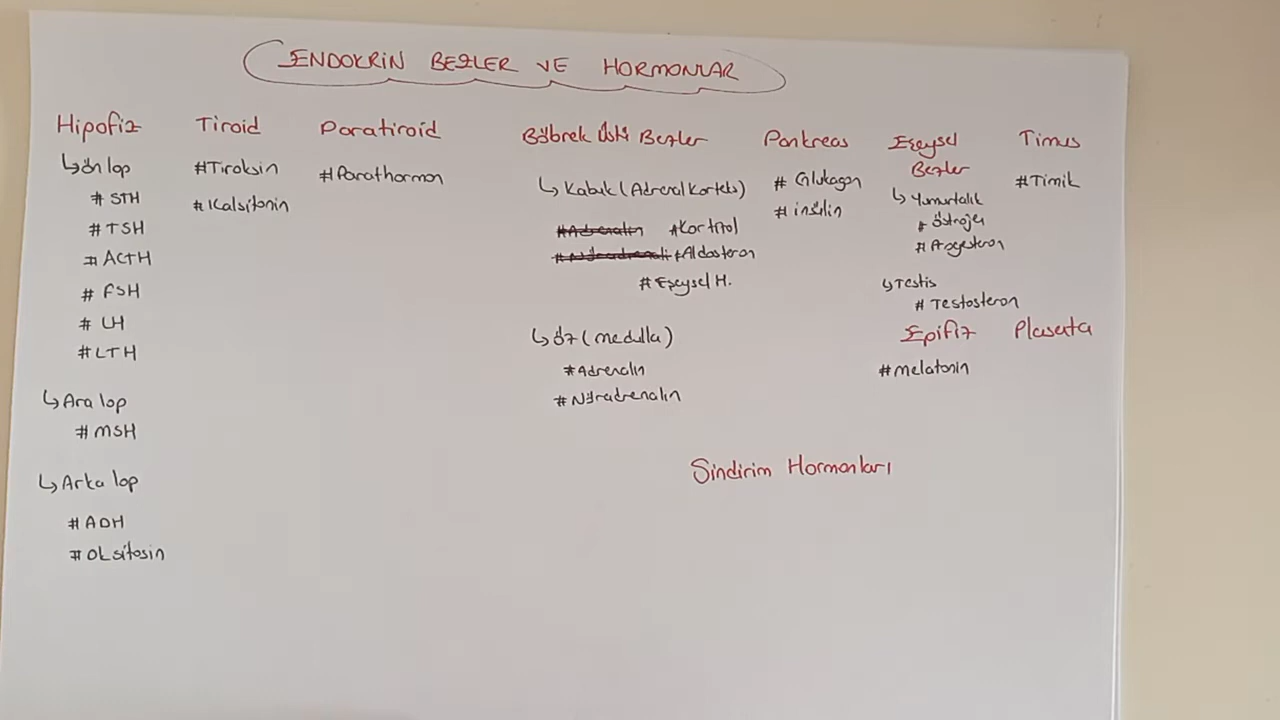 ENDOKRİN BEZLER VE HORMONLAR
Hipofiz
↳ön lop
#STH
#TSH
#ACTH
#FSH
#LH
#LTH
↳Ara lop
#MSH
↳Arka lop
#ADH
#Oksitosin
Tiroid
#Tiroksin
#Kalsitonin
Paratiroid
#Parathormon
Böbrek Üstü Bezler
↳Kabuk (Adrenal Korteks)
#Adrenalin #Kortizol
#Nöradrenali #Aldosteron
#Eşeysel H.
↳öz (medulla)
#Adrenalin
#Nöradrenalin
Pankreas
#Glukagon
#insülin
Eşeysel
Bezler
↳Yumurtalık
#östrojen
#Progesteron
↳Testis
#Testosteron
Timus
#Timik
Epifiz
#melatonin
Plasenta
Sindirim Hormonları